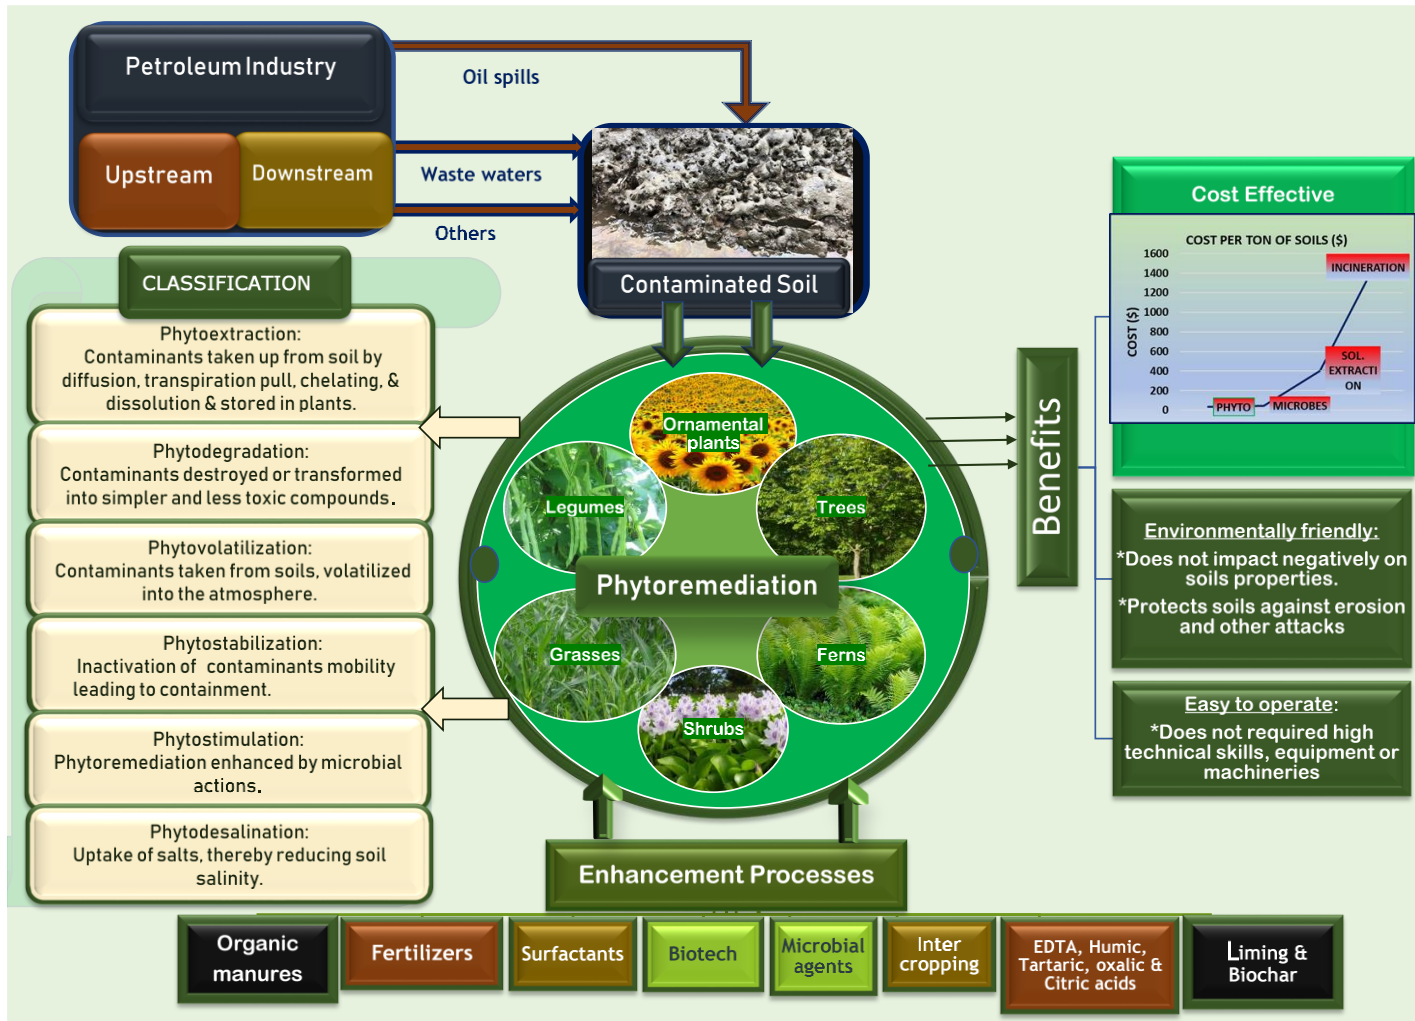 Petroleum Industry
Upstream
Downstream
Oil spills
Waste waters
Others
Contaminated Soil
CLASSIFICATION
Phytoextraction:
Contaminants taken up from soil by
diffusion, transpiration pull, chelating, &
dissolution & stored in plants.
Phytodegradation:
Contaminants destroyed or transformed
into simpler and less toxic compounds.
Phytovolatilization:
Contaminants taken from soils, volatilized
into the atmosphere.
Phytostabilization:
Inactivation of contaminants mobility
leading to containment.
Phytostimulation:
Phytoremediation enhanced by microbial
actions.
Phytodesalination:
Uptake of salts, thereby reducing soil
salinity.
Ornamental
plants
Legumes
Trees
Phytoremediation
Grasses
Ferns
Shrubs
Benefits
Cost Effective
COST PER TON OF SOILS ($)
COST ($)
1600
1400
1200
1000
800
600
400
200
0
INCINERATION
SOL.
EXTRACTI
ON
PHYTO
MICROBES
Environmentally friendly:
*Does not impact negatively on
soils properties.
*Protects soils against erosion
and other attacks
Easy to operate:
*Does not required high
technical skills, equipment or
machineries
Enhancement Processes
Organic
manures
Fertilizers
Surfactants
Biotech
Microbial
agents
Inter
cropping
EDTA, Humic,
Tartaric, oxalic &
Citric acids
Liming &
Biochar